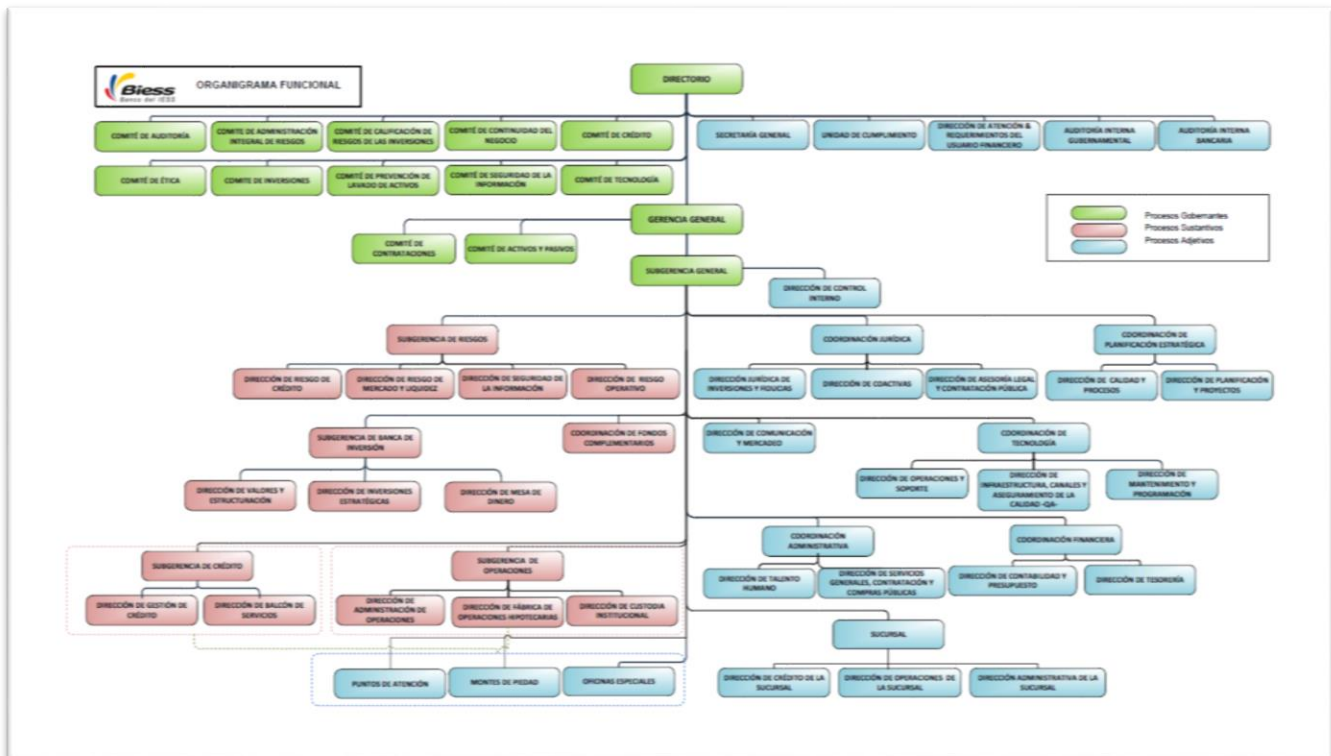 Biess
Banco del IESS
ORGANIGRAMA FUNCIONAL
DIRECTORIO
COMITÉ DE AUDITORÍA
COMITE DE ADMINISTRACIÓN
INTEGRAL DE RIESGOS
COMITÉ DE CALIFICACIÓN DE
RIESGOS DE LAS INVERSIONES
COMITÉ DE CONTINUIDAD DEL
NEGOCIO
COMITÉ DE CRÉDITO
SECRETARÍA GENERAL
UNIDAD DE CUMPLIMIENTO
DIRECCIÓN DE ATENCIÓN &
REQUERIMIENTOS DEL
USUARIO FINANCIERO
AUDITORÍA INTERNA
GUBERNAMENTAL
AUDITORÍA INTERNA
BANCARIA
COMITÉ DE ÉTICA
COMITE DE INVERSIONES
COMITÉ DE PREVENCIÓN DE
LAVADO DE ACTIVOS
COMITÉ DE SEGURIDAD DE LA
INFORMACIÓN
COMITÉ DE TECNOLOGÍA
GERENCIA GENERAL
Procesos Gobernantes
Procesos Sustantivos
Procesos Adjetivos
COMITÉ DE
CONTRATACIONES
COMITÉ DE ACTIVOS Y PASIVOS
SUBGERENCIA GENERAL
DIRECCIÓN DE CONTROL
INTERNO
SUBGERENCIA DE RIESGOS
COORDINACIÓN JURÍDICA
COORDINACIÓN DE
PLANIFICACIÓN ESTRATÉGICA
DIRECCIÓN DE RIESGO DE
CRÉDITO
DIRECCIÓN DE RIESGO DE
MERCADO Y LIQUIDEZ
DIRECCIÓN DE SEGURIDAD DE
LA INFORMACIÓN
DIRECCIÓN DE RIESGO
OPERATIVO
DIRECCIÓN JURÍDICA DE
INVERSIONES Y FIDUCIAS
DIRECCIÓN DE COACTIVAS
DIRECCIÓN DE ASESORÍA LEGAL
Y CONTRATACIÓN PÚBLICA
DIRECCIÓN DE CALIDAD Y
PROCESOS
DIRECCIÓN DE PLANIFICACIÓN
Y PROYECTOS
SUBGERENCIA DE BANCA DE
INVERSIÓN
COORDINACIÓN DE FONDOS
COMPLEMENTARIOS
DIRECCIÓN DE COMUNICACIÓN
Y MERCADEO
COORDINACIÓN DE
TECNOLOGÍA
DIRECCIÓN DE VALORES Y
ESTRUCTURACIÓN
DIRECCIÓN DE INVERSIONES
ESTRATÉGICAS
DIRECCIÓN DE MESA DE
DINERO
DIRECCIÓN DE OPERACIONES Y
SOPORTE
DIRECCIÓN DE
INFRAESTRUCTURA, CANALES Y
ASEGURAMIENTO DE LA
CALIDAD -QA-
DIRECCIÓN DE
MANTENIMIENTO Y
PROGRAMACIÓN
SUBGERENCIA DE CRÉDITO
SUBGERENCIA DE
OPERACIONES
COORDINACIÓN
ADMINISTRATIVA
COORDINACIÓN FINANCIERA
DIRECCIÓN DE GESTIÓN DE
CRÉDITO
DIRECCIÓN DE BALCÓN DE
SERVICIOS
DIRECCIÓN DE
ADMINISTRACIÓN DE
OPERACIONES
DIRECCIÓN DE FÁBRICA DE
OPERACIONES HIPOTECARIAS
DIRECCIÓN DE CUSTODIA
INSTITUCIONAL
DIRECCIÓN DE TALENTO
HUMANO
DIRECCIÓN DE SERVICIOS
GENERALES, CONTRATACIÓN Y
COMPRAS PÚBLICAS
DIRECCIÓN DE CONTABILIDAD Y
PRESUPUESTO
DIRECCIÓN DE TESORERÍA
SUCURSAL
PUNTOS DE ATENCIÓN
MONTES DE PIEDAD
OFICINAS ESPECIALES
DIRECCIÓN DE CRÉDITO DE LA
SUCURSAL
DIRECCIÓN DE OPERACIONES DE
LA SUCURSAL
DIRECCIÓN ADMINISTRATIVA DE LA
SUCURSAL